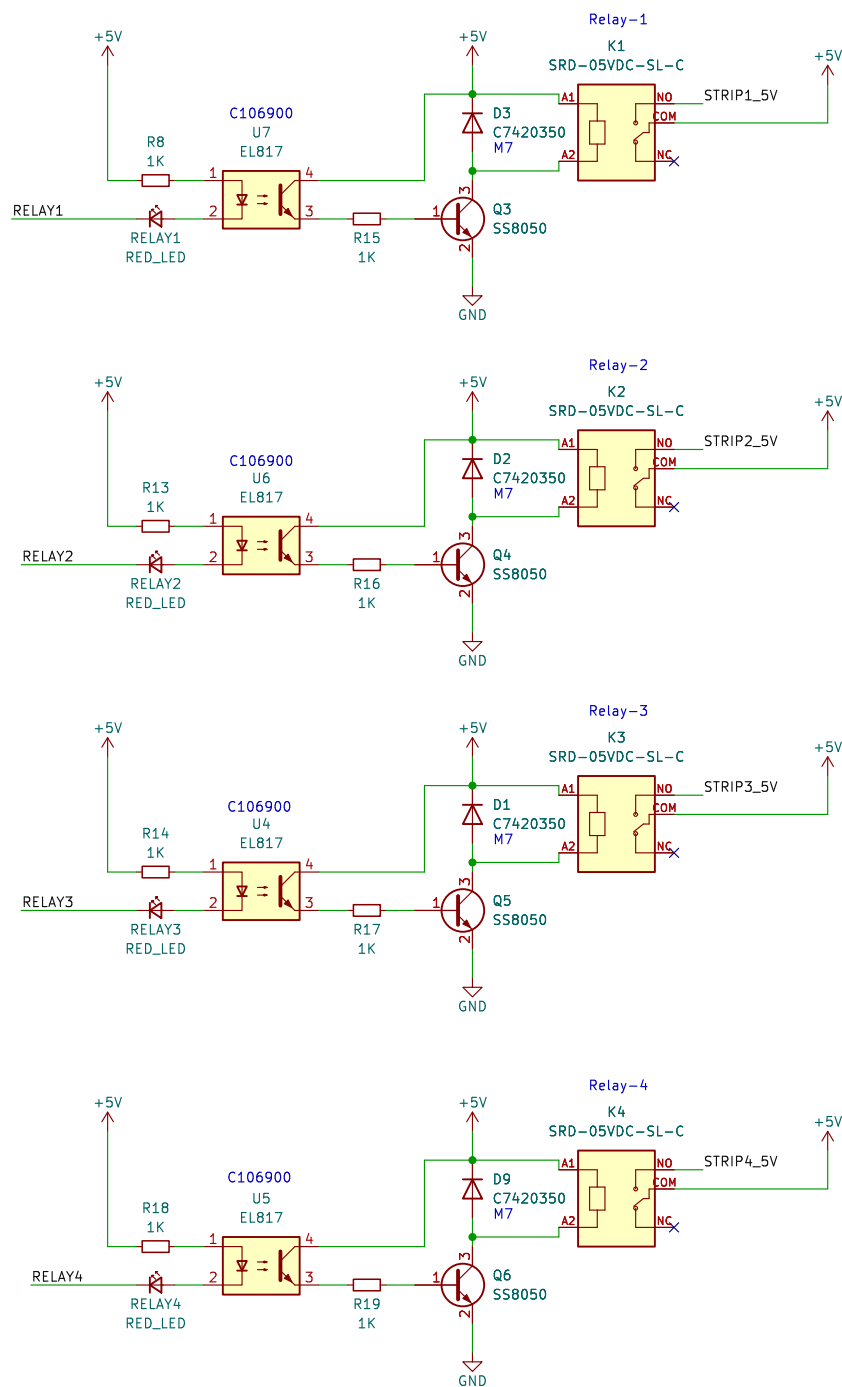 Relay-1
K1
SRD-05VDC-SL-C
+5V
+5V
+5V
A1
NO
STRIP1_5V
COM
A2
NC
D3
C7420350
M7
C106900
U7
EL817
R8
1K
1
4
2
3
RELAY1
RELAY1
RED_LED
R15
1K
3
1
2
Q3
SS8050
GND
Relay-2
K2
SRD-05VDC-SL-C
+5V
+5V
+5V
A1
NO
STRIP2_5V
COM
A2
NC
D2
C7420350
M7
C106900
U6
EL817
R13
1K
1
4
2
3
RELAY2
RELAY2
RED_LED
R16
1K
3
1
2
Q4
SS8050
GND
Relay-3
K3
SRD-05VDC-SL-C
+5V
+5V
+5V
A1
NO
STRIP3_5V
COM
A2
NC
D1
C7420350
M7
C106900
U4
EL817
R14
1K
1
4
2
3
RELAY3
RELAY3
RED_LED
R17
1K
3
1
2
Q5
SS8050
GND
Relay-4
K4
SRD-05VDC-SL-C
+5V
+5V
+5V
A1
NO
STRIP4_5V
COM
A2
NC
D9
C7420350
M7
C106900
U5
EL817
R18
1K
1
4
2
3
RELAY4
RELAY4
RED_LED
R19
1K
3
1
2
Q6
SS8050
GND